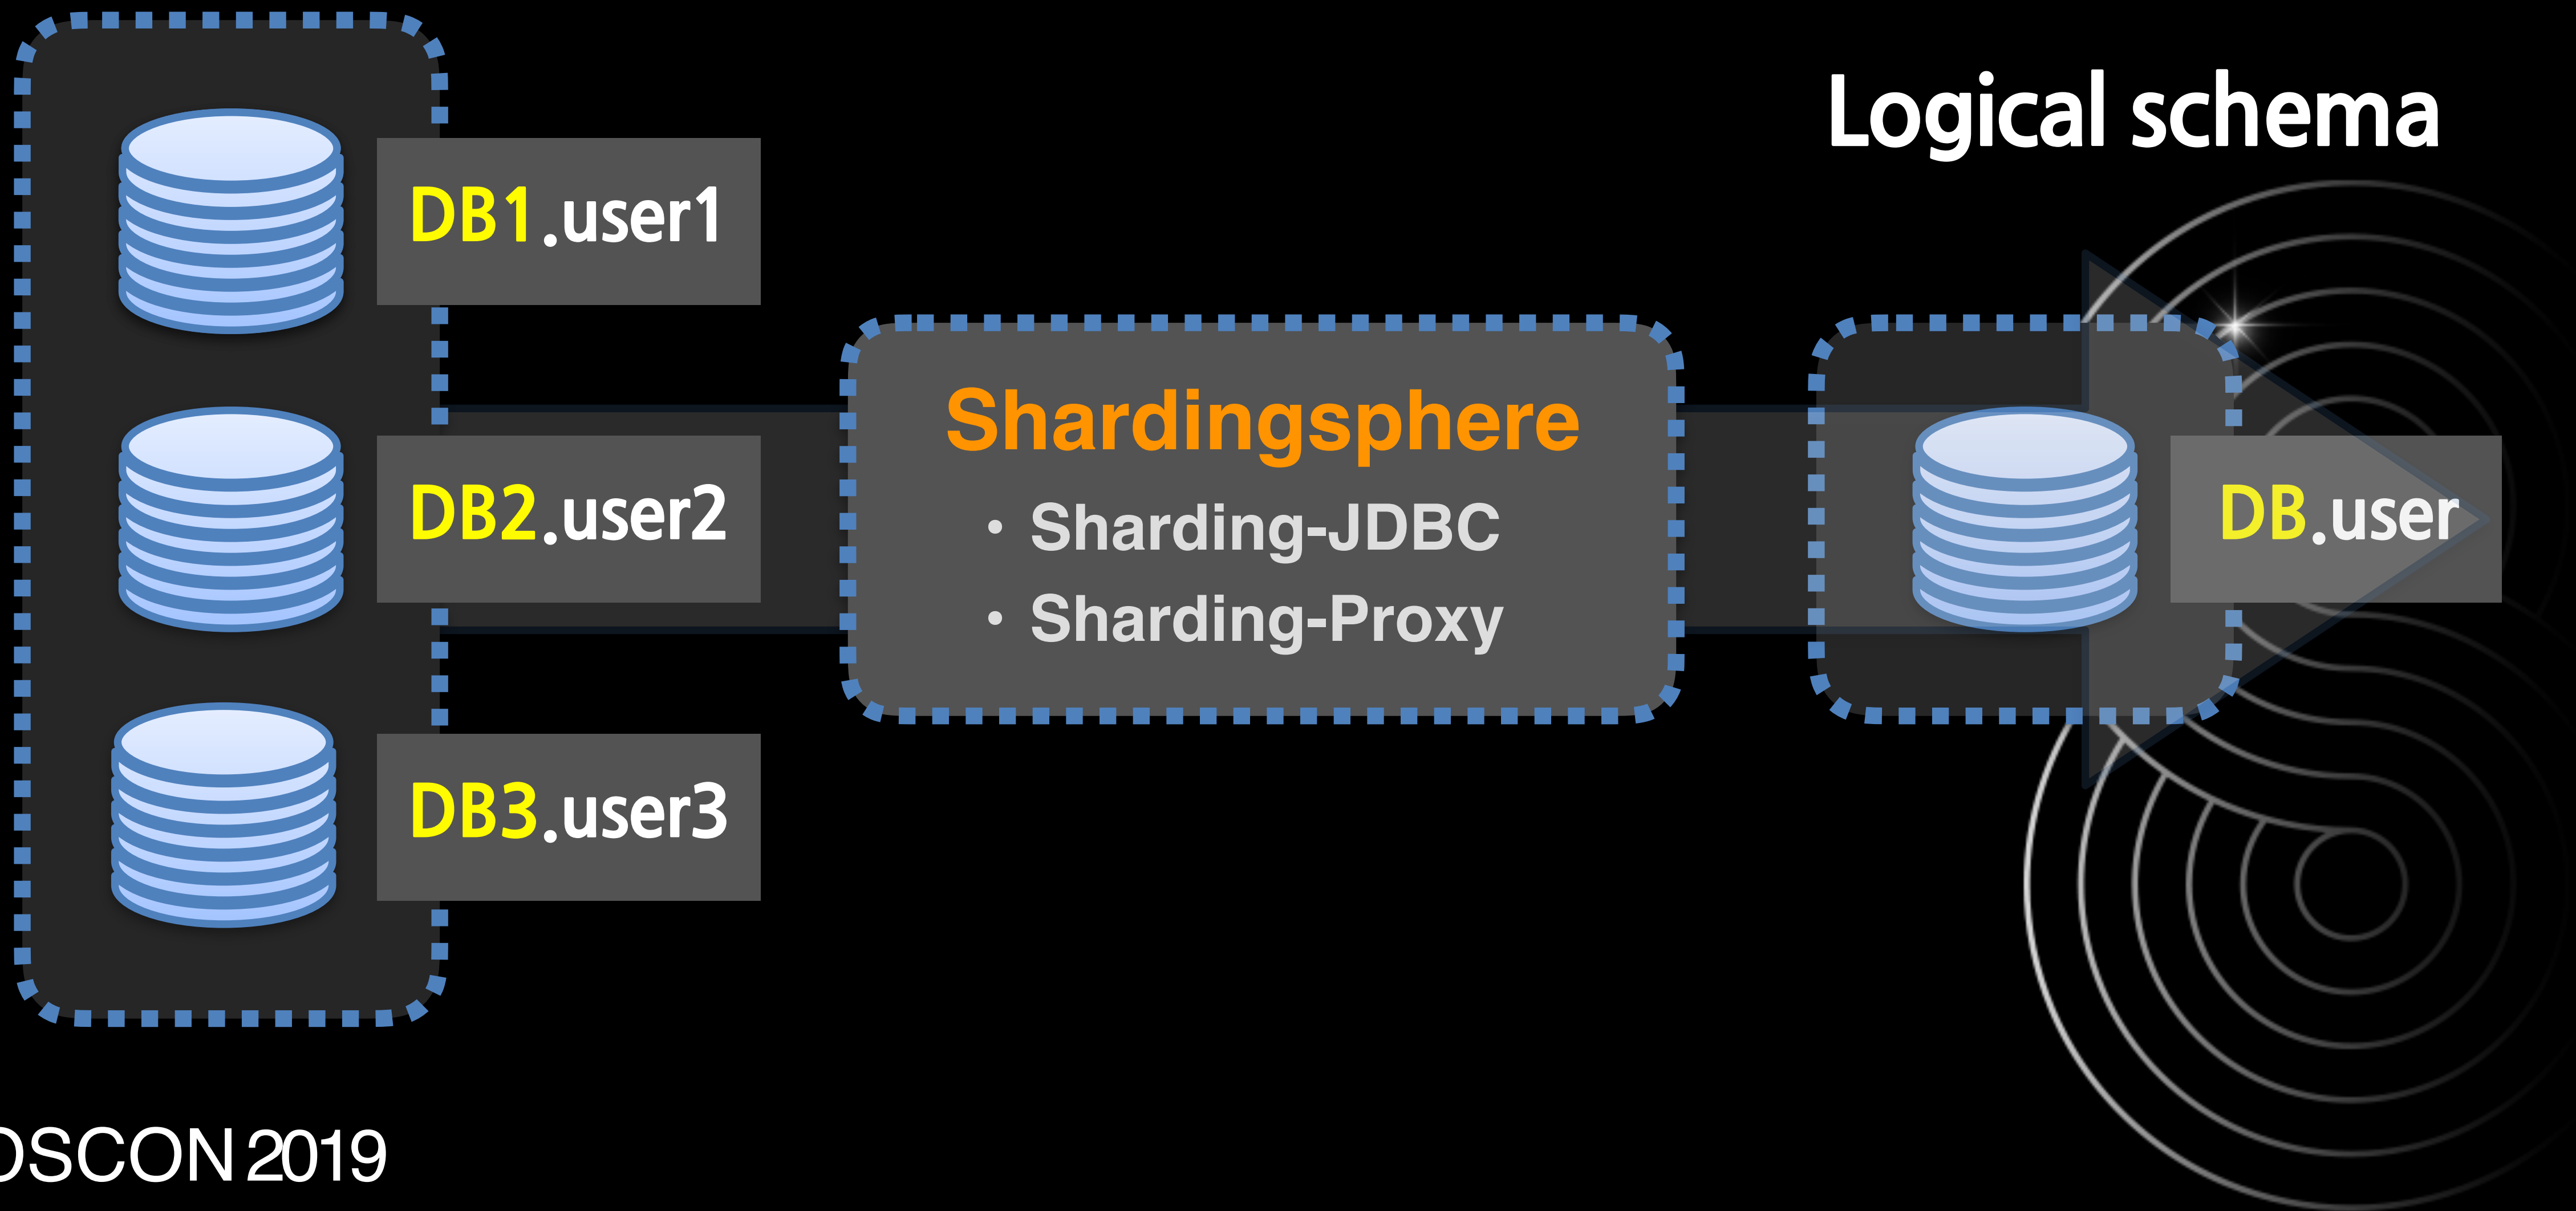 Logical schema
DB1.user1
DB2.user2
DB3.user3
Shardingsphere
• Sharding-JDBC
• Sharding-Proxy
DB.user
OSCON 2019